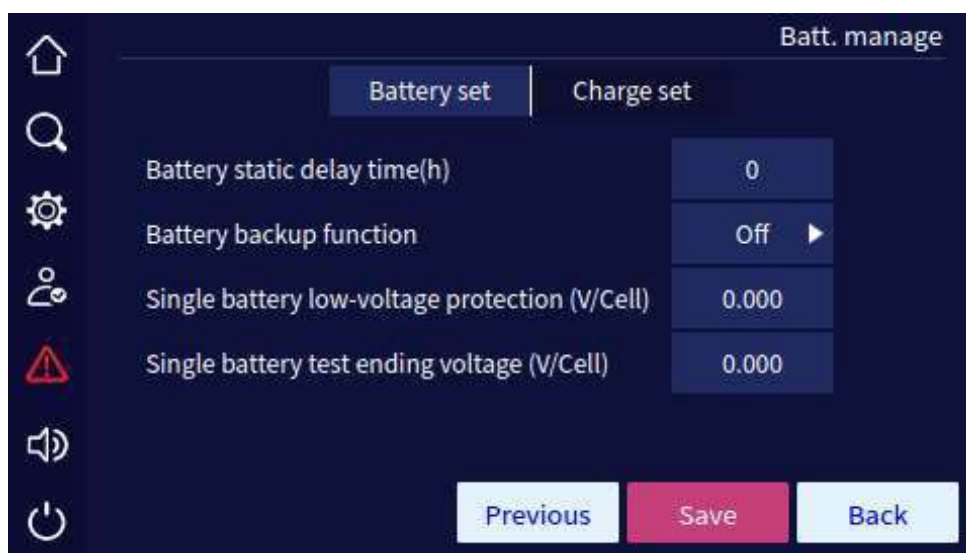 Batt. manage
Battery set Charge set
Battery static delay time(h) 0
Battery backup function Off
Single battery low-voltage protection (V/Cell) 0.000
Single battery test ending voltage (V/Cell) 0.000
Previous Save Back